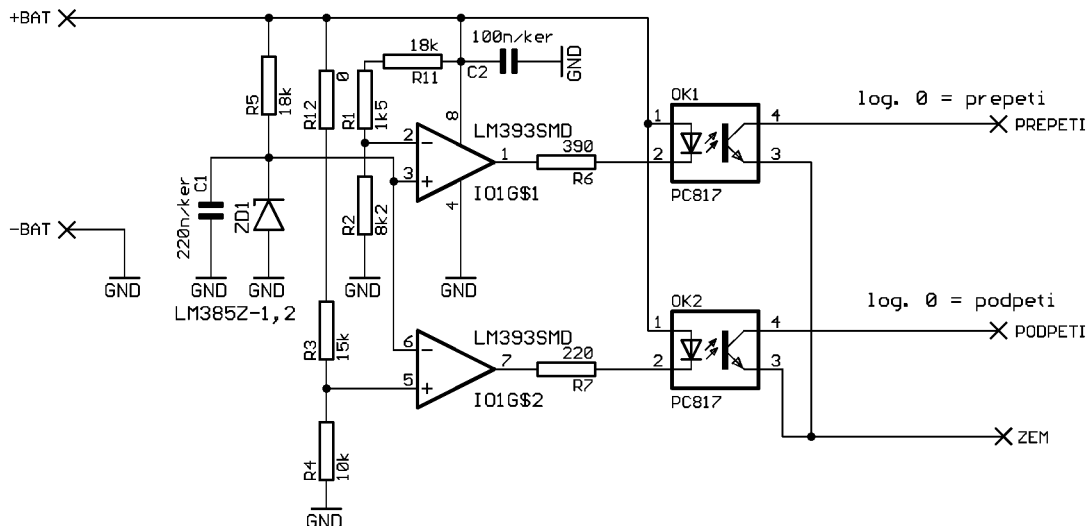 +BAT
-BAT
R5
18k
R12
0
R1
1k5
18k
R11
100n/ker
C2
GND
8
LM393SMD
2
3
1
4
IO1G$1
390
R6
OK1
1
2
4
3
PC817
log. 0 = prepeti
PREPETI
220n/ker
C1
ZD1
R2
8k2
GND
GND
GND
GND
GND
LM385Z-1,2
R3
15k
LM393SMD
6
5
7
IO1G$2
220
R7
OK2
1
2
4
3
PC817
log. 0 = podpeti
PODPETI
ZEM
R4
10k
GND